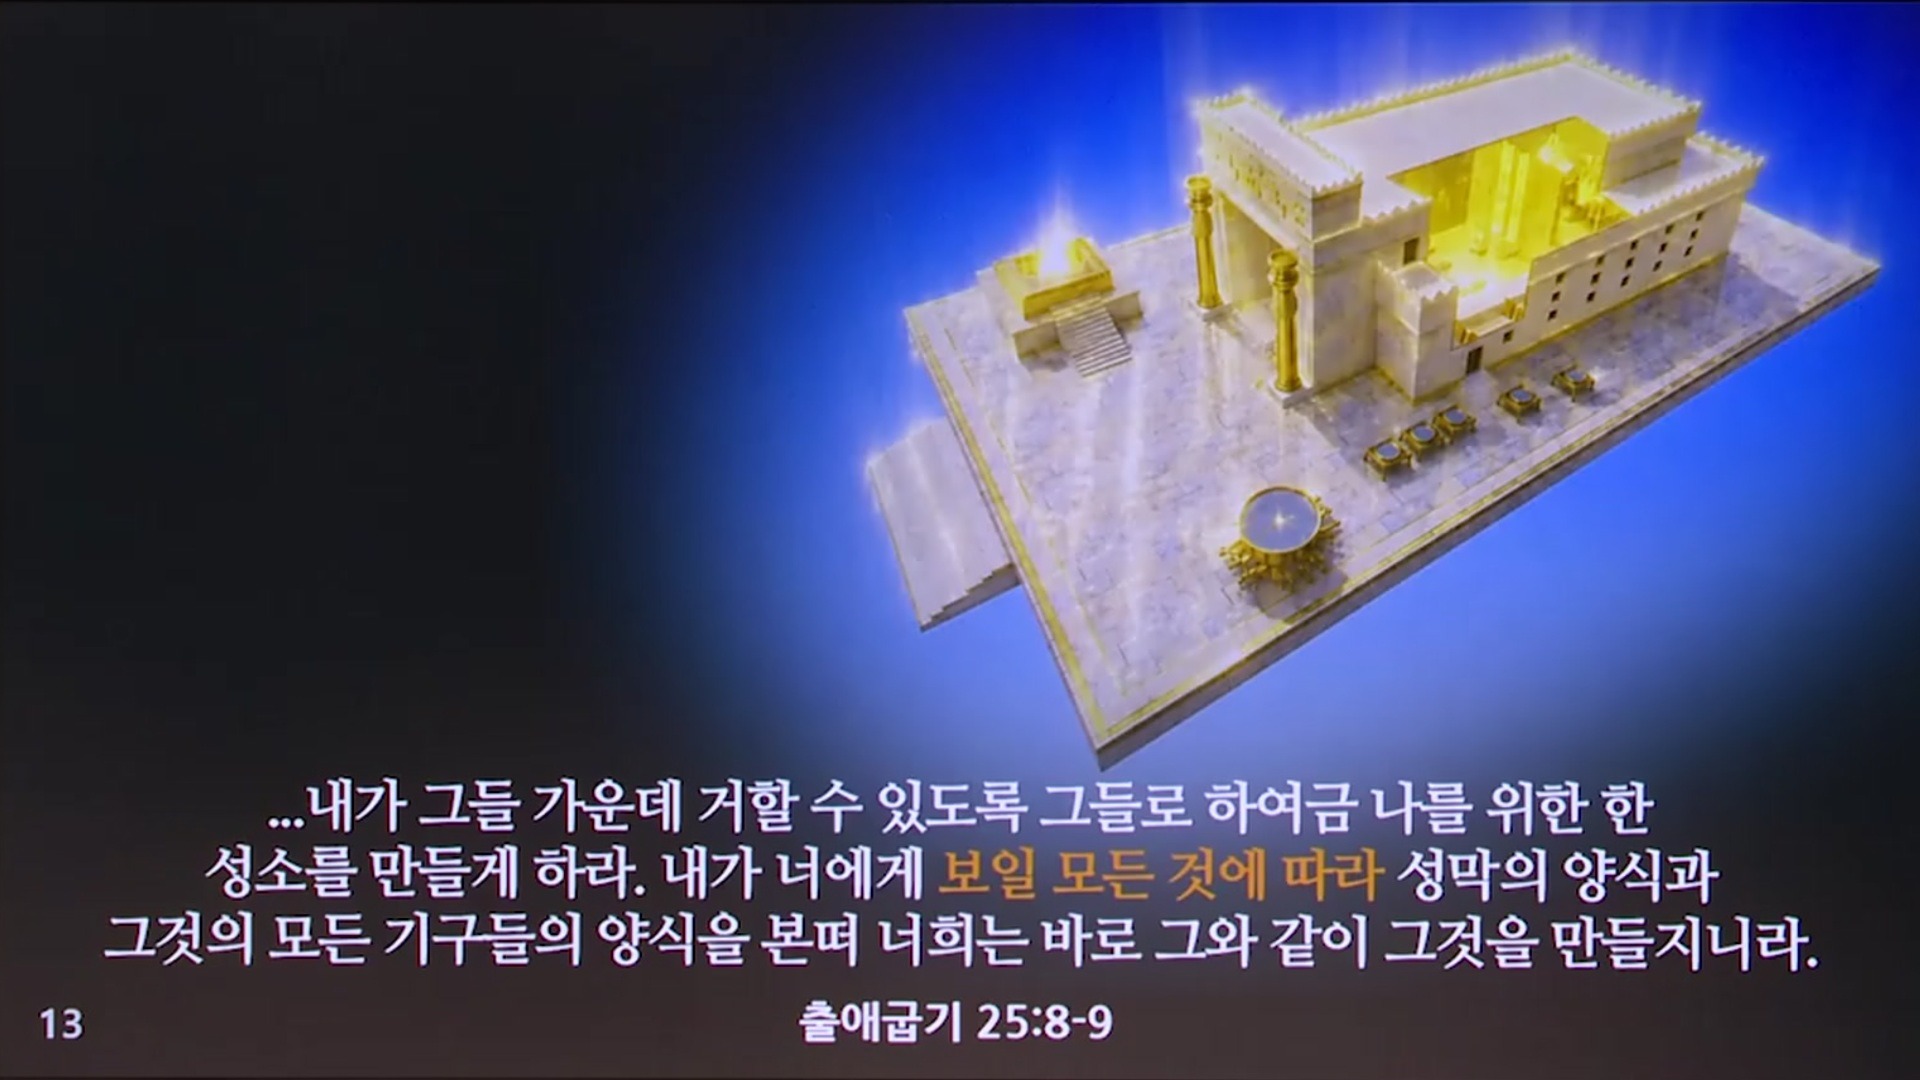 ...내가 그들 가운데 거할 수 있도록 그들로 하여금 나를 위한 한
성소를 만들게 하라. 내가 너에게 보일 모든 것에 따라 성막의 양식과
그것의 모든 기구들의 양식을 본떠 너희는 바로 그와 같이 그것을 만들지니라.
13
출애굽기 25:8-9